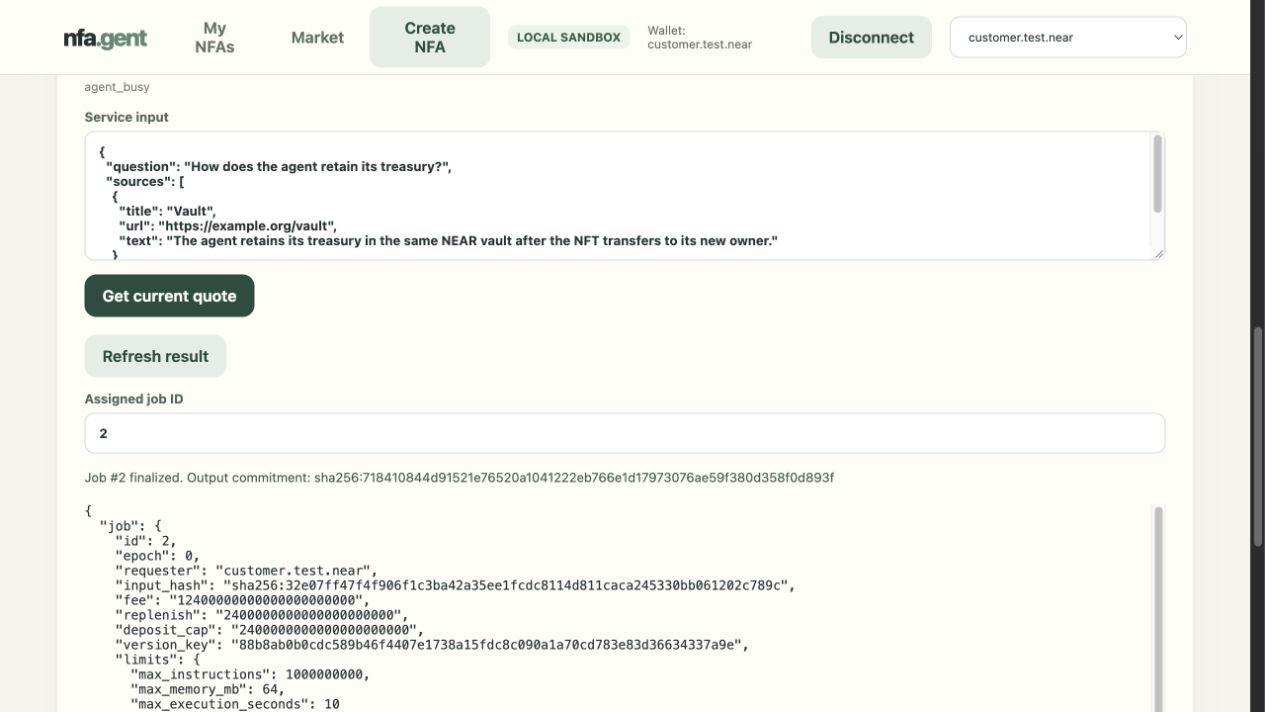 nfa.gent
My
NFAs
Market
Create
NFA
LOCAL SANDBOX
Wallet:
customer.test.near
Disconnect
customer.test.near
agent_busy
Service input
{
"question": "How does the agent retain its treasury?",
"sources": [
{
"title": "Vault",
"url": "https://example.org/vault",
"text": "The agent retains its treasury in the same NEAR vault after the NFT transfers to its new owner."
}
Get current quote
Refresh result
Assigned job ID
2
Job #2 finalized. Output commitment: sha256:718410844d91521e76520a1041222eb766e1d17973076ae59f380d358f0d893f
{
"job": {
"id": 2,
"epoch": 0,
"requester": "customer.test.near",
"input_hash": "sha256:32e07ff47f4f906f1c3ba42a35ee1fcdc8114d811caca245330bb061202c789c",
"fee": "12400000000000000000000",
"replenish": "2400000000000000000000",
"deposit_cap": "2400000000000000000000",
"version_key": "88b8ab0b0cdc589b46f4407e1738a15fdc8c090a1a70cd783e83d36634337a9e",
"limits": {
"max_instructions": 1000000000,
"max_memory_mb": 64,
"max_execution_seconds": 10